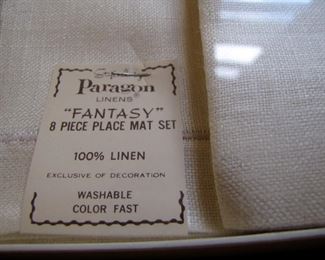 Paragon
LINENS®
"FANTASY"
8 PIECE PLACE MAT SET
100% LINEN
EXCLUSIVE OF DECORATION
WASHABLE
COLOR FAST